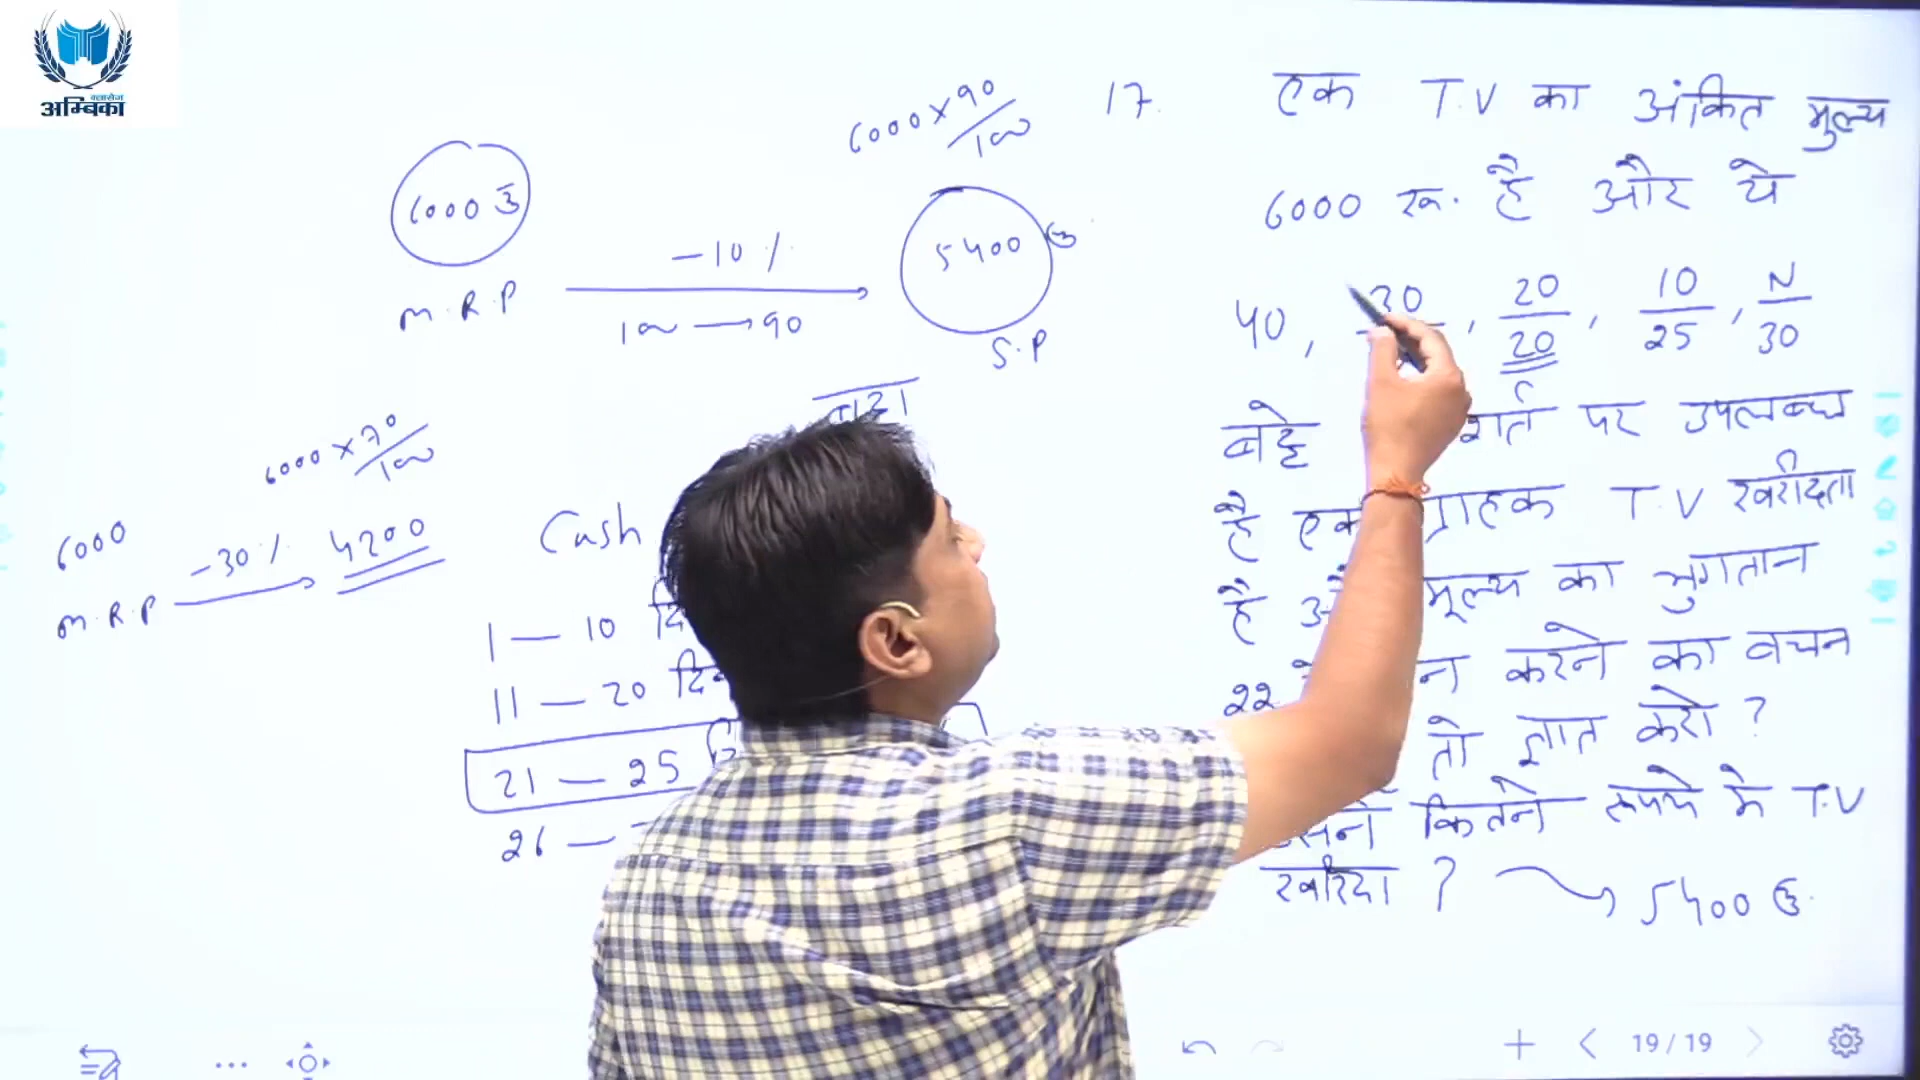 क्लासेज
अम्बिका
17. एक T.V का अंकित मुल्य
6000 रू. है और ये
40, 30, 20/20, 10/25, N/30
बट्टे शर्त पर उपलब्ध
है एक ग्राहक T.V खरीदता
है मूल्य का भुगतान
22 करने का वचन
तो ज्ञात करो ?
कितने रूपये मे T.V
खरिदा ? 5400
6000 × 90/100
6000
5400
-10%
M.R.P
100 → 90
S.P
बट्टा
6000 × 70/100
6000 -30% 4200
M.R.P
Cash
1 — 10
11 — 20
21 — 25
26 —
19/19